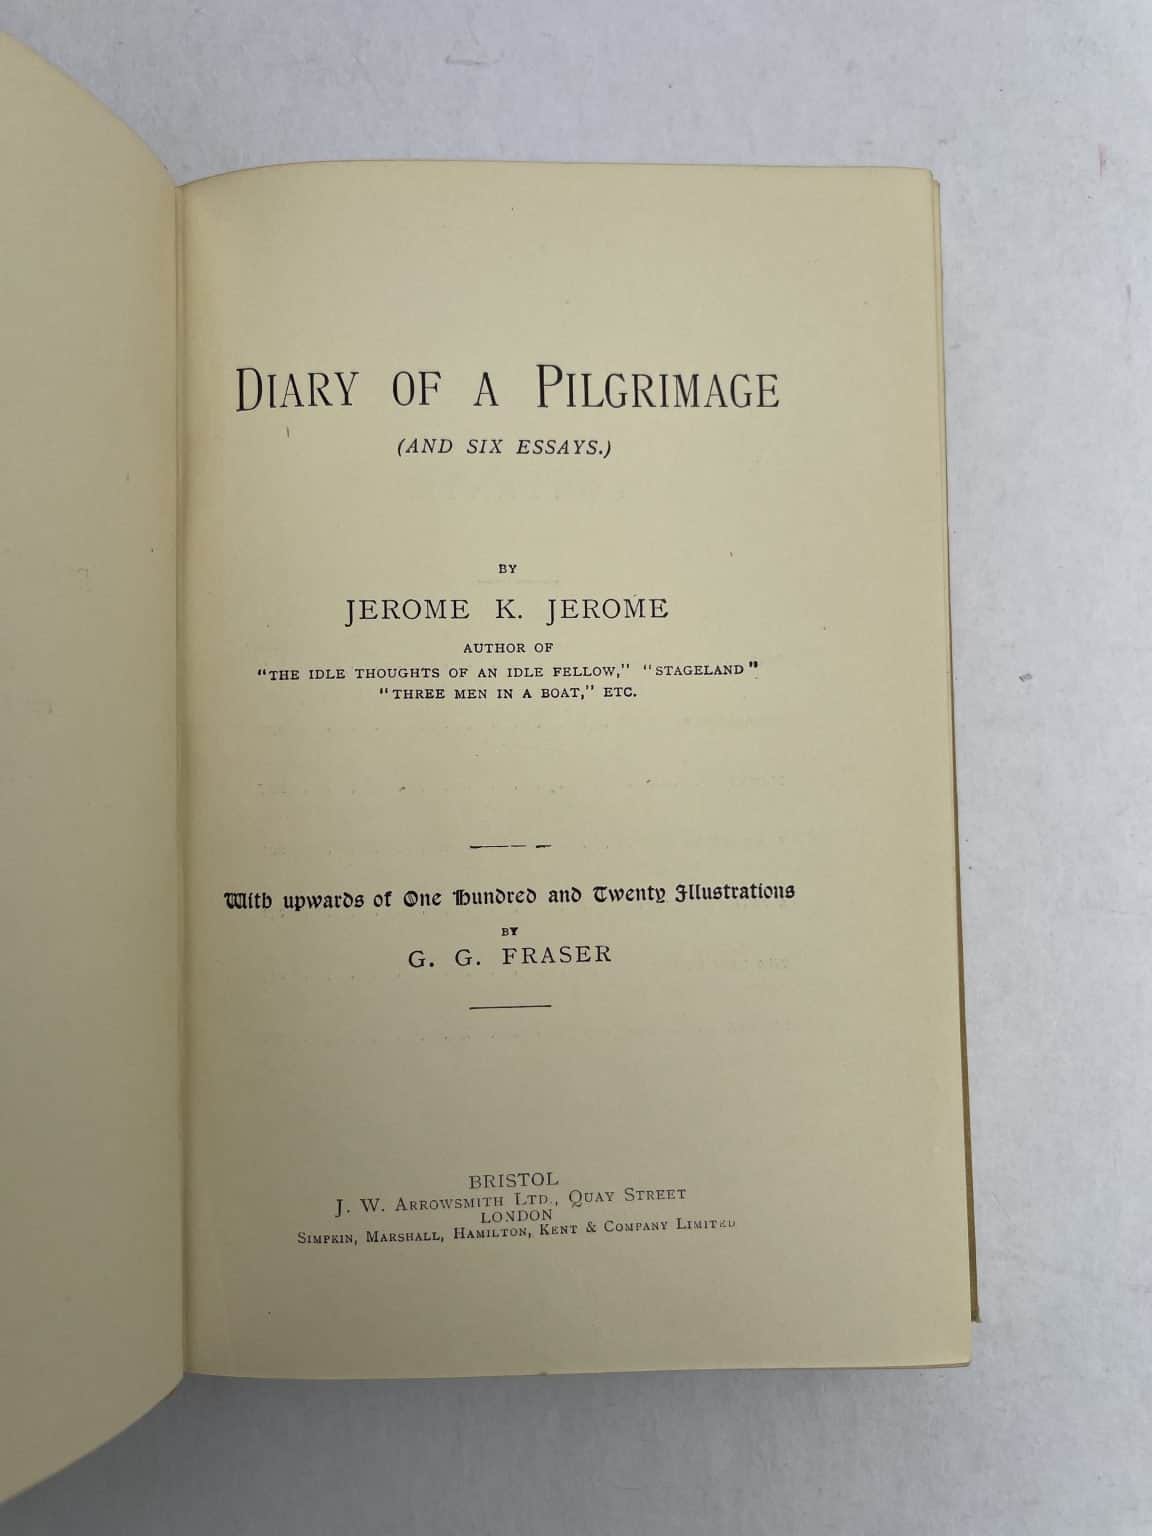 DIARY OF A PILGRIMAGE
(AND SIX ESSAYS.)
BY
JEROME K. JEROME
AUTHOR OF
"THE IDLE THOUGHTS OF AN IDLE FELLOW," "STAGELAND"
"THREE MEN IN A BOAT," ETC.
With upwards of One Hundred and Twenty Illustrations
BY
G. G. FRASER
BRISTOL
J. W. ARROWSMITH LTD., QUAY STREET
LONDON
SIMPKIN, MARSHALL, HAMILTON, KENT & COMPANY LIMITED